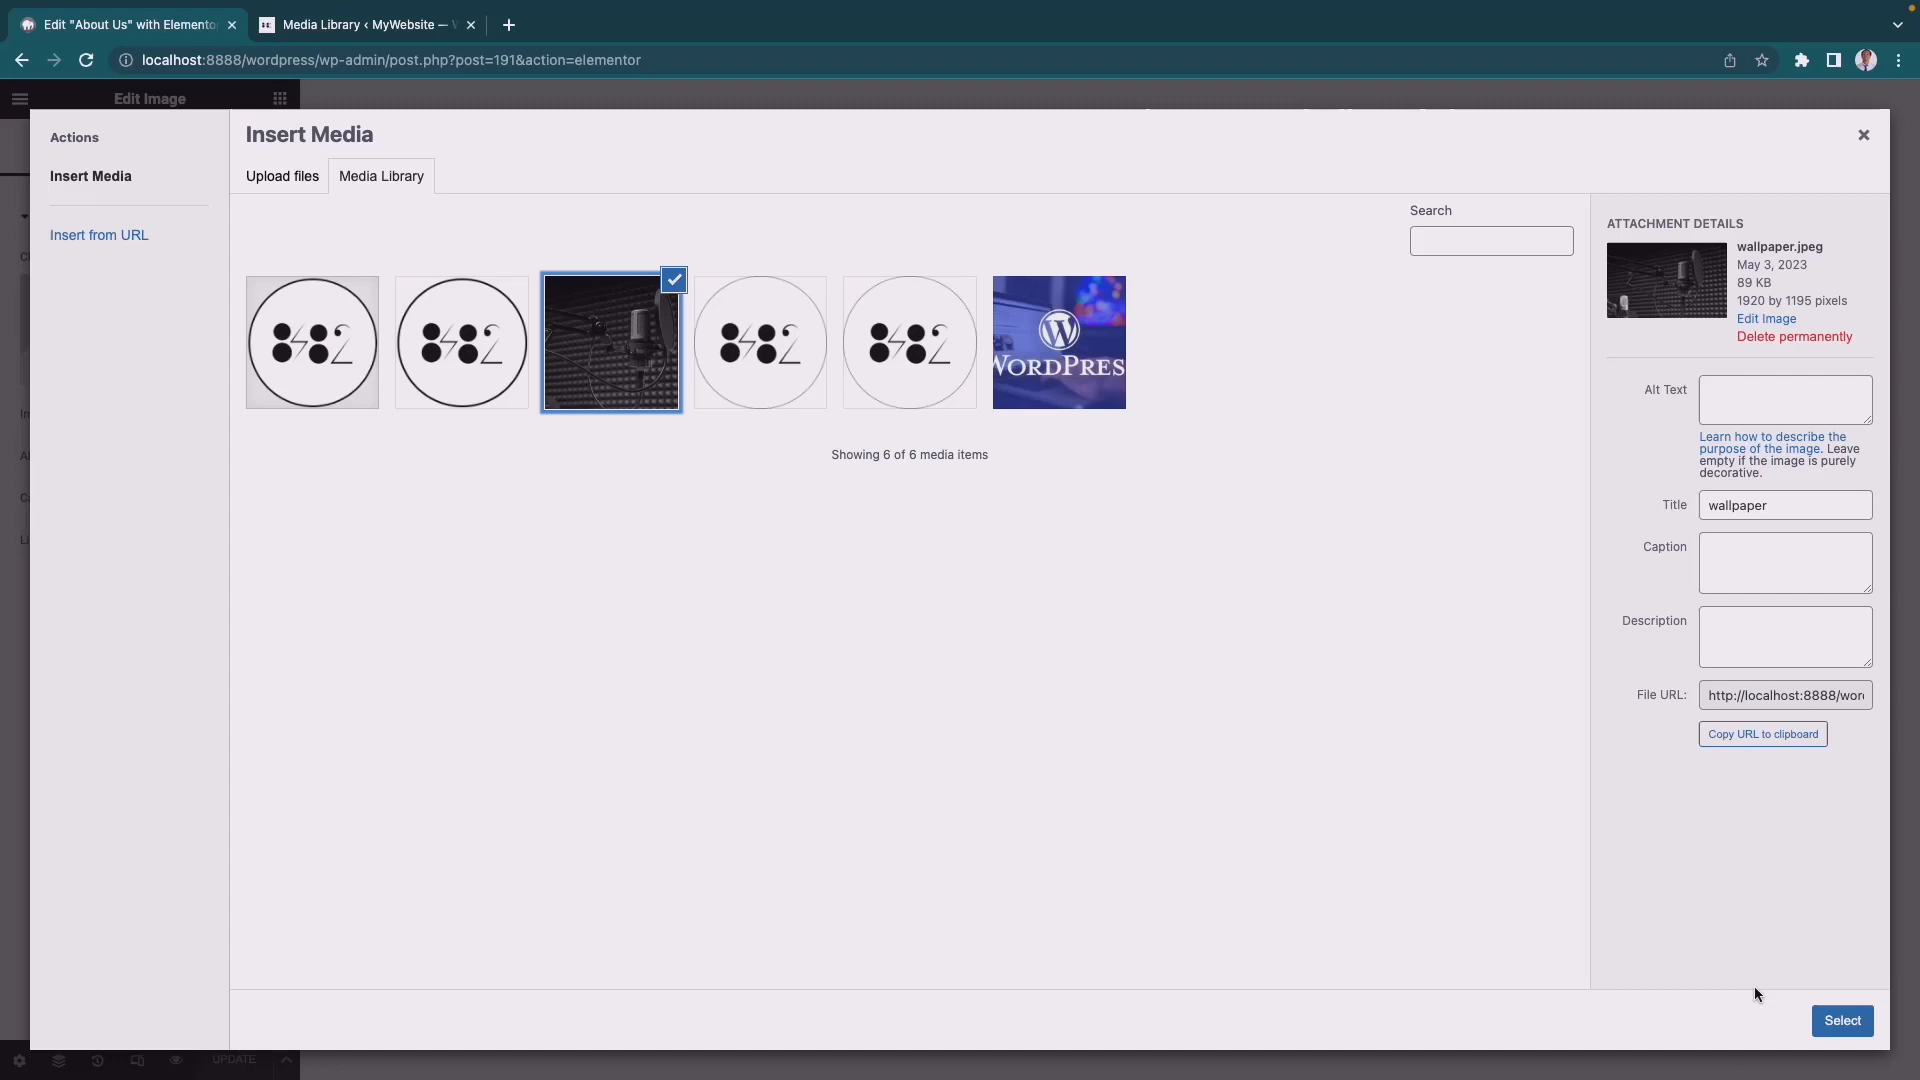 Edit "About Us" with Elemento
Media Library ‹ MyWebsite —
localhost:8888/wordpress/wp-admin/post.php?post=191&action=elementor
Edit Image
Actions
Insert Media
Insert from URL
Insert Media
Upload files
Media Library
Search
WORDPRES
Showing 6 of 6 media items
ATTACHMENT DETAILS
wallpaper.jpeg
May 3, 2023
89 KB
1920 by 1195 pixels
Edit Image
Delete permanently
Alt Text
Learn how to describe the
purpose of the image. Leave
empty if the image is purely
decorative.
Title
wallpaper
Caption
Description
File URL:
http://localhost:8888/wor
Copy URL to clipboard
Select
UPDATE